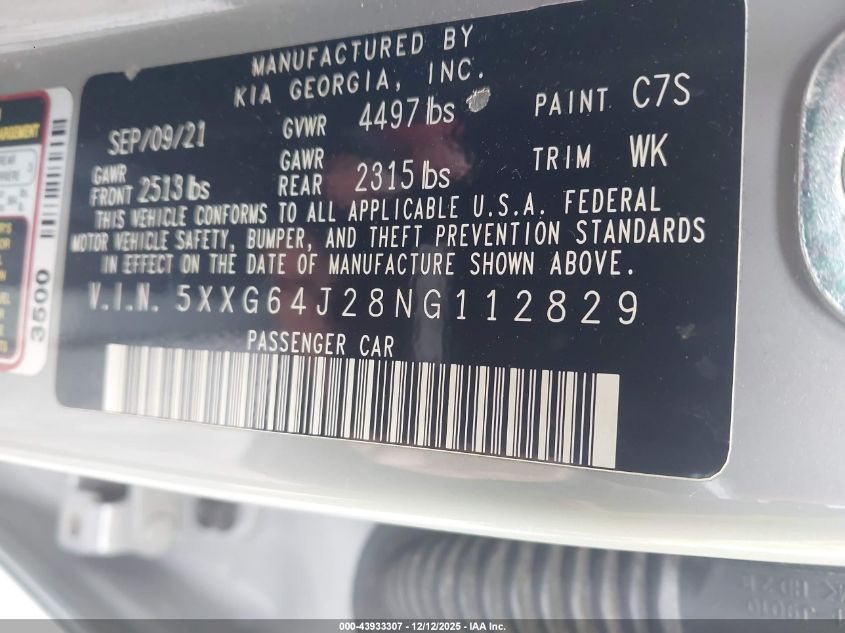 MANUFACTURED BY
KIA GEORGIA, INC.
SEP/09/21 GVWR 4497 lbs PAINT C7S
GAWR FRONT 2513 lbs GAWR REAR 2315 lbs TRIM WK
THIS VEHICLE CONFORMS TO ALL APPLICABLE U.S.A. FEDERAL
MOTOR VEHICLE SAFETY, BUMPER, AND THEFT PREVENTION STANDARDS
IN EFFECT ON THE DATE OF MANUFACTURE SHOWN ABOVE.
V.I.N. 5XXG64J28NG112829
PASSENGER CAR
3500
000-43933307 - 12/12/2025 - IAA Inc.